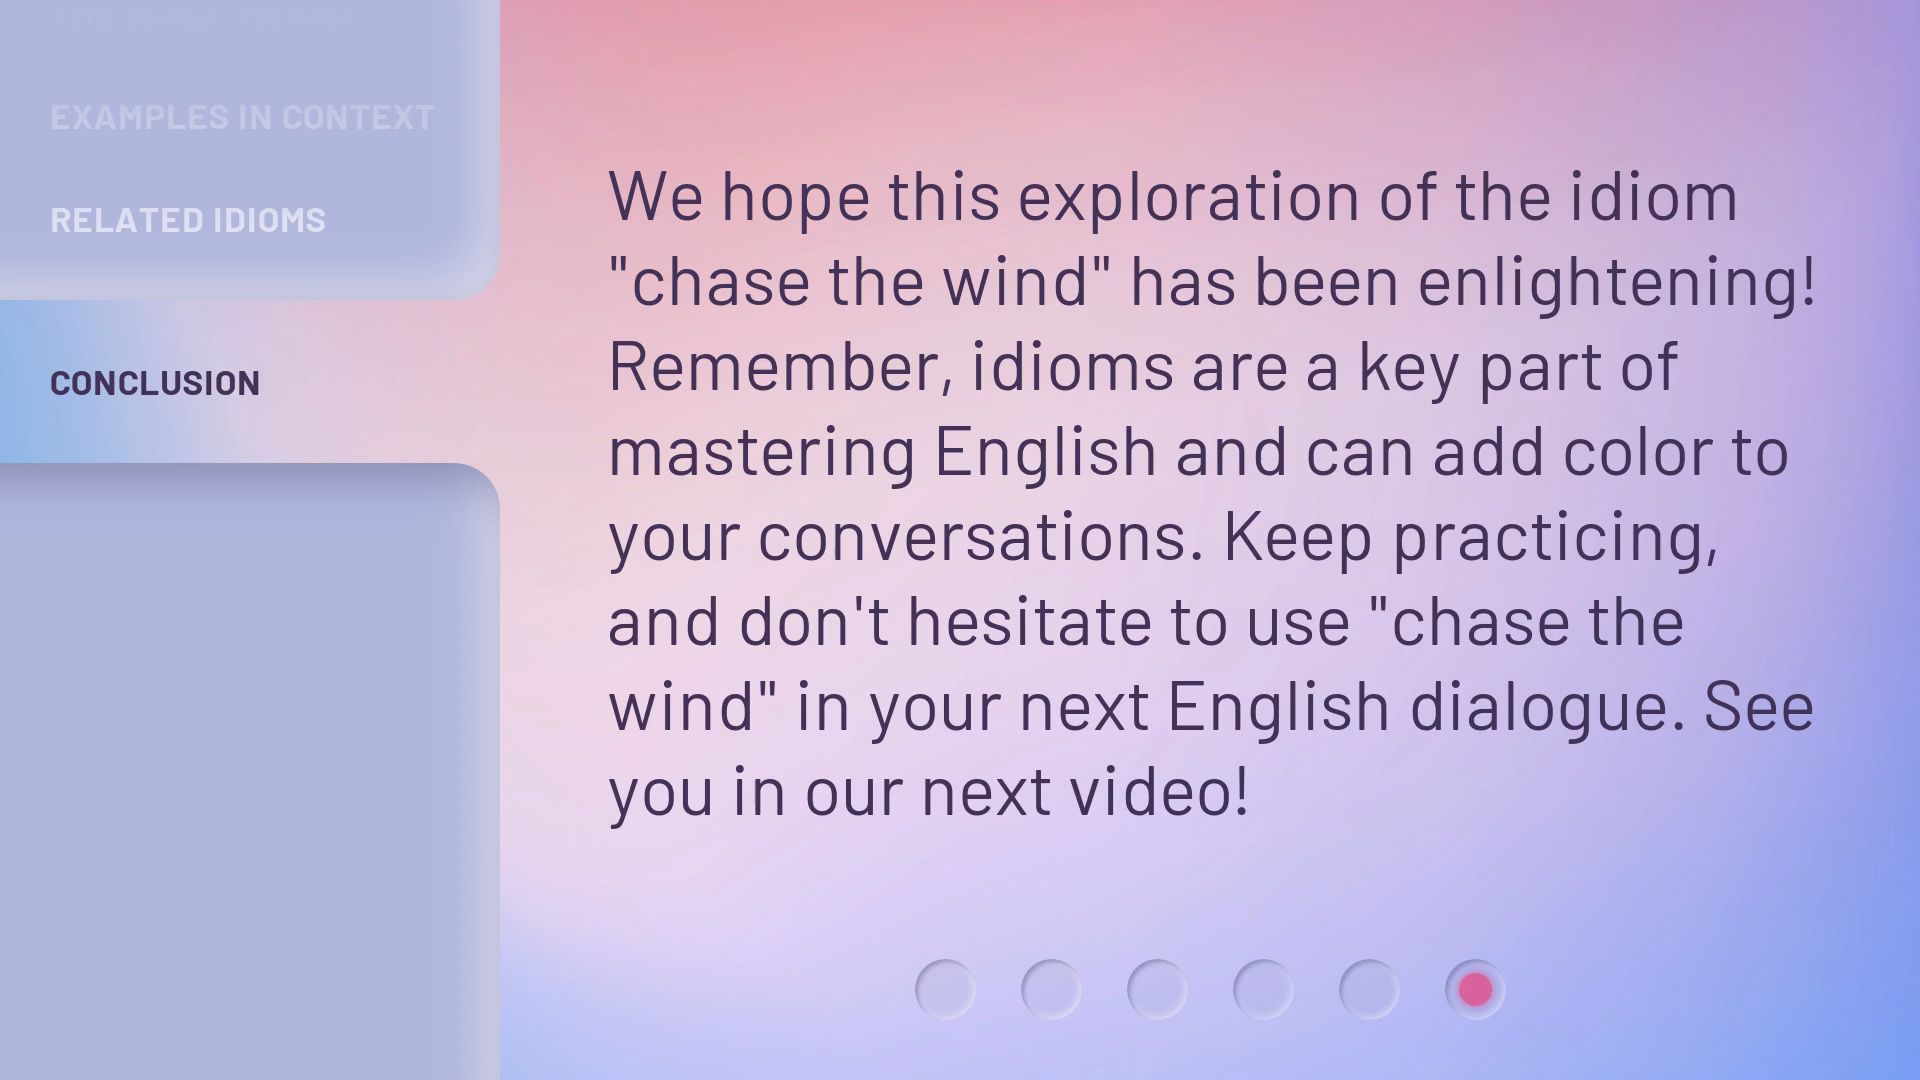 EXAMPLES IN CONTEXT
RELATED IDIOMS
CONCLUSION
We hope this exploration of the idiom
"chase the wind" has been enlightening!
Remember, idioms are a key part of
mastering English and can add color to
your conversations. Keep practicing,
and don't hesitate to use "chase the
wind" in your next English dialogue. See
you in our next video!